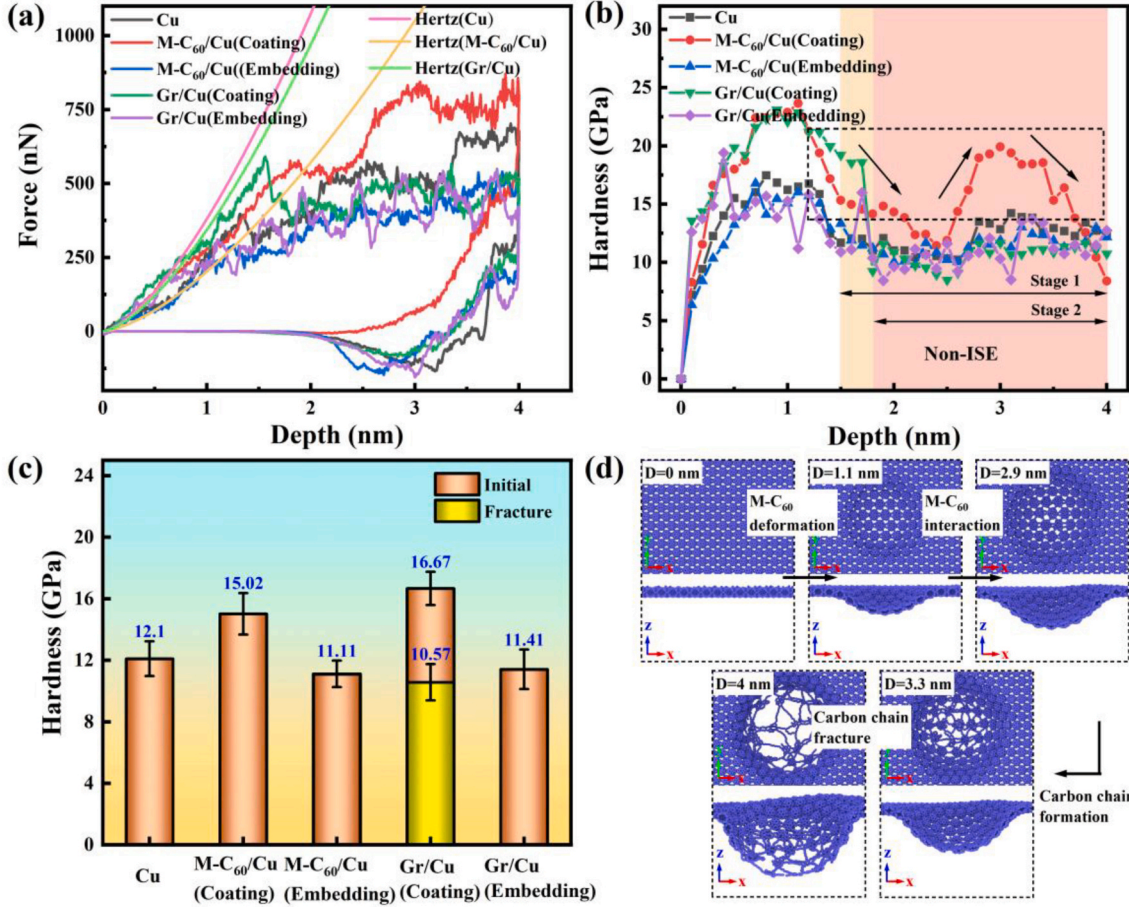 (a)
Cu
M-C60/Cu(Coating)
M-C60/Cu((Embedding)
Gr/Cu(Coating)
Gr/Cu(Embedding)
Hertz(Cu)
Hertz(M-C60/Cu)
Hertz(Gr/Cu)
Force (nN)
1000
750
500
250
0
0
1
2
3
4
Depth (nm)
(b)
Cu
M-C60/Cu(Coating)
M-C60/Cu(Embedding)
Gr/Cu(Coating)
Gr/Cu(Embedding)
Hardness (GPa)
30
25
20
15
10
5
0
Stage 1
Stage 2
Non-ISE
0
1
2
3
4
Depth (nm)
(c)
Initial
Fracture
Hardness (GPa)
24
20
16
12
8
4
0
12.1
15.02
11.11
16.67
10.57
11.41
Cu
M-C60/Cu
(Coating)
M-C60/Cu
(Embedding)
Gr/Cu
(Coating)
Gr/Cu
(Embedding)
(d)
D=0 nm
D=1.1 nm
D=2.9 nm
M-C60
deformation
M-C60
interaction
Y
X
Y
X
Y
X
Z
X
Z
X
Z
X
D=4 nm
D=3.3 nm
Carbon chain
fracture
Y
X
Y
X
Carbon chain
formation
Z
X
Z
X